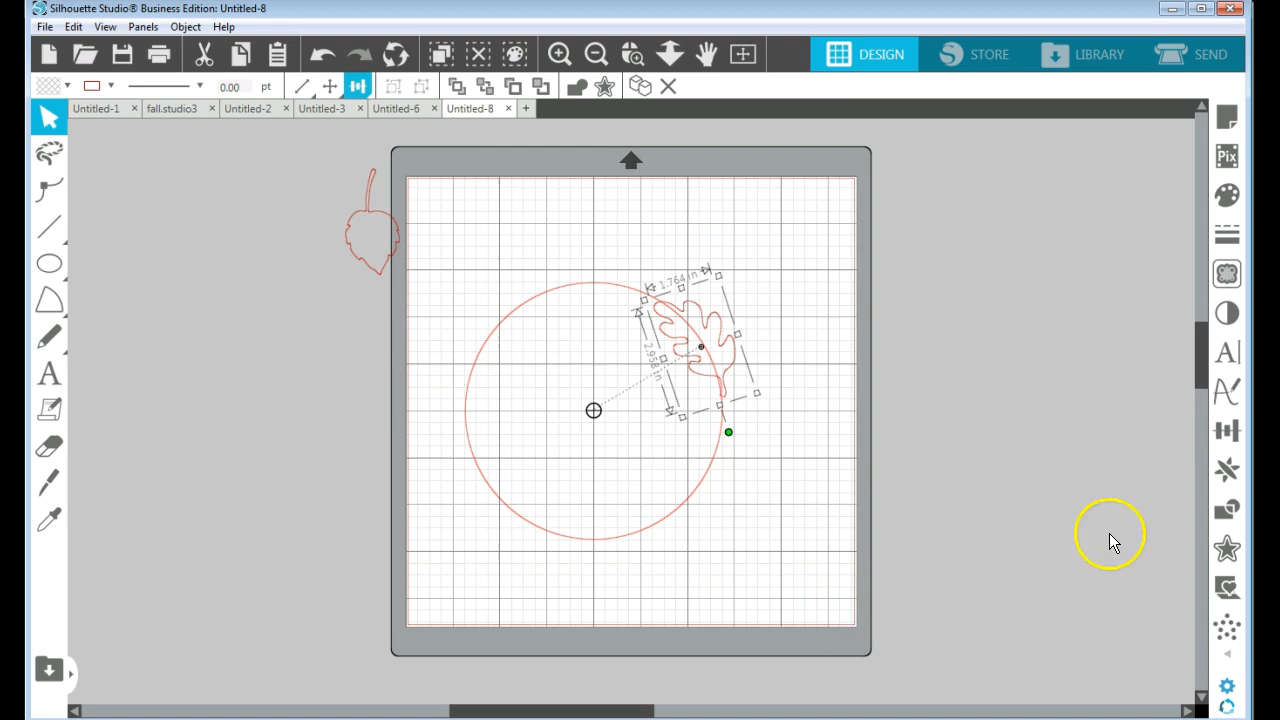 Silhouette Studio® Business Edition: Untitled-8
File Edit View Panels Object Help
DESIGN STORE LIBRARY SEND
0.00 pt
Untitled-1 fall.studio3 Untitled-2 Untitled-3 Untitled-6 Untitled-8
Pix
1.764 in
2.958 in